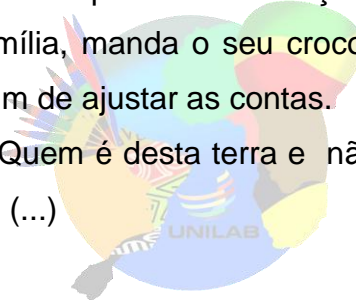 mília, manda o seu croco
m de ajustar as contas.
Quem é desta terra e nã
(...)
UNILAB